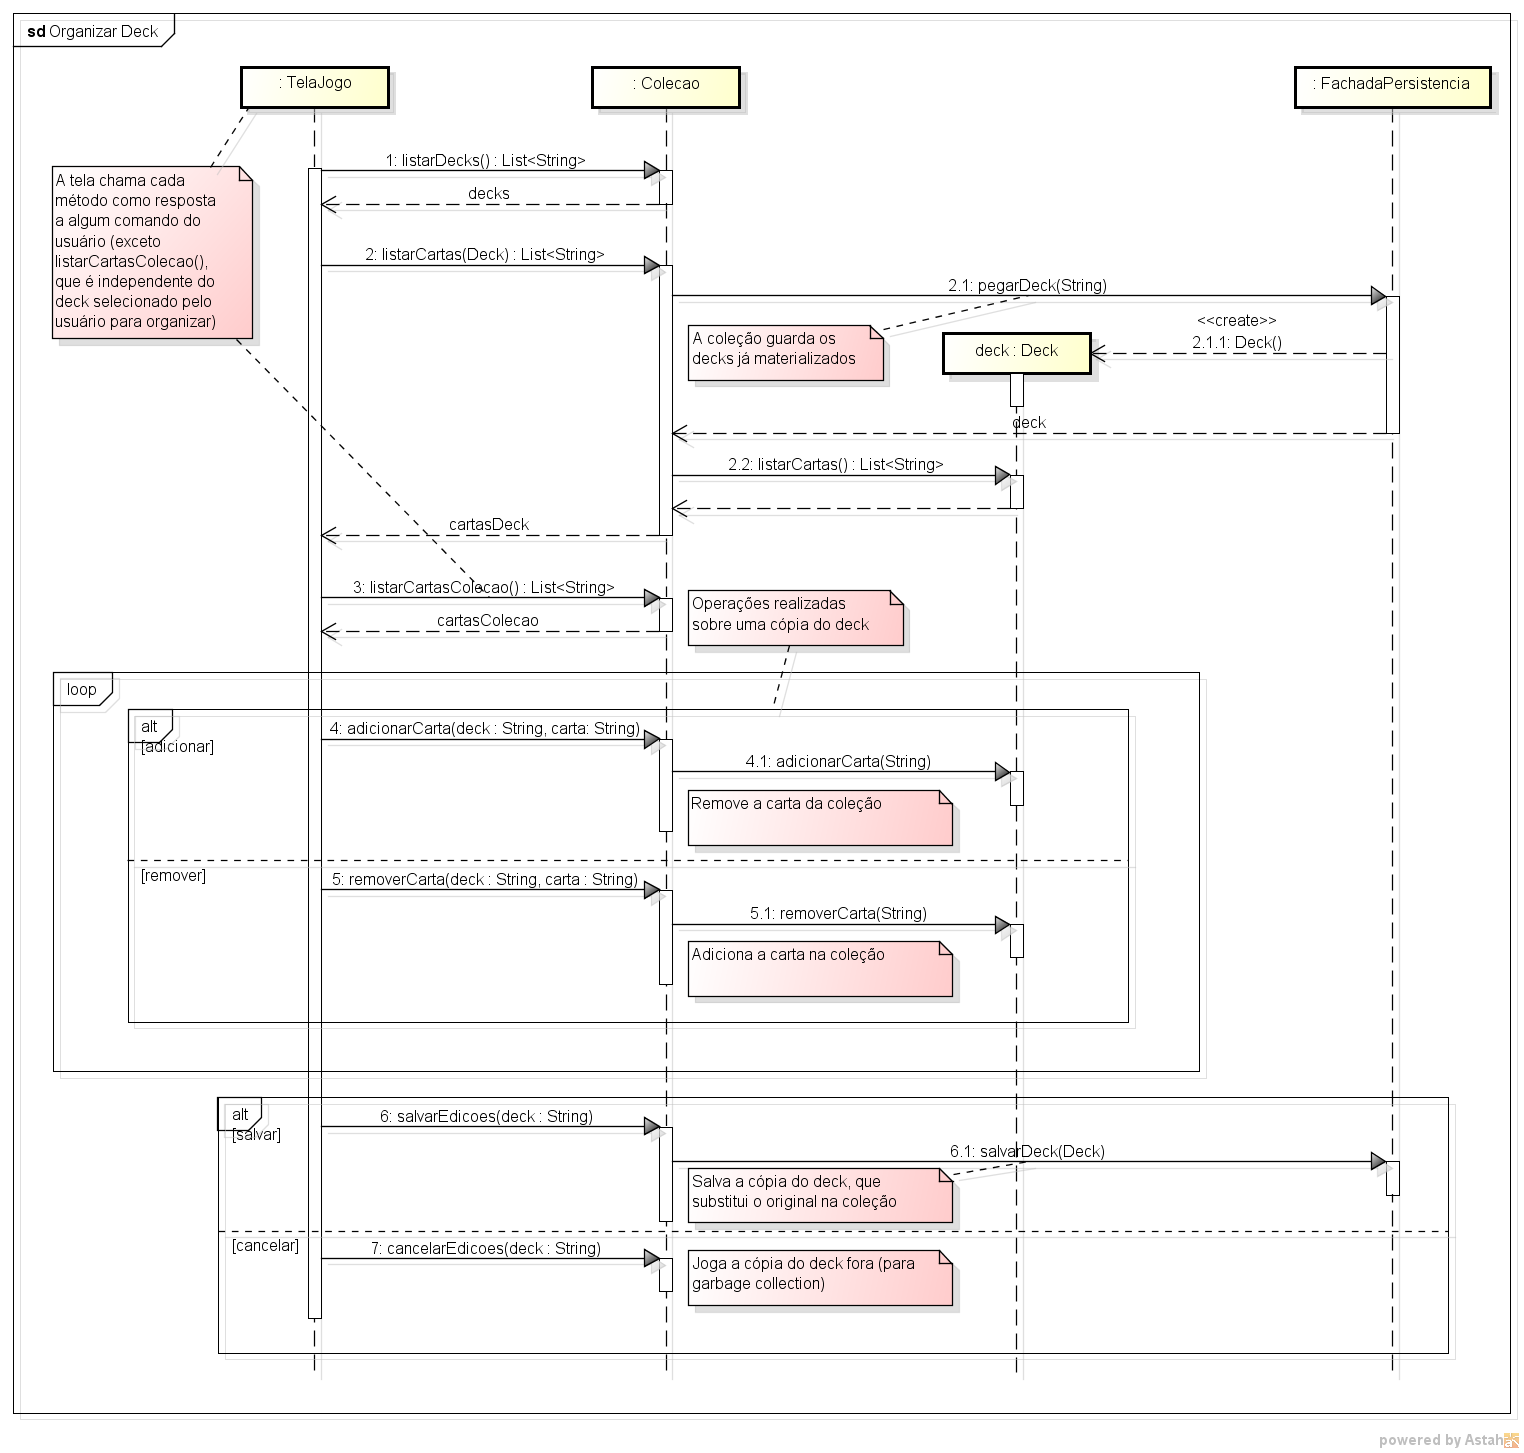 sd Organizar Deck
: TelaJogo
: Colecao
: FachadaPersistencia
A tela chama cada
método como resposta
a algum comando do
usuário (exceto
listarCartasColecao(),
que é independente do
deck selecionado pelo
usuário para organizar)
1: listarDecks() : List<String>
decks
2: listarCartas(Deck) : List<String>
2.1: pegarDeck(String)
A coleção guarda os
decks já materializados
<<create>>
2.1.1: Deck()
deck : Deck
deck
2.2: listarCartas() : List<String>
cartasDeck
3: listarCartasColecao() : List<String>
cartasColecao
Operações realizadas
sobre uma cópia do deck
loop
alt
[adicionar]
4: adicionarCarta(deck : String, carta: String)
4.1: adicionarCarta(String)
Remove a carta da coleção
[remover]
5: removerCarta(deck : String, carta : String)
5.1: removerCarta(String)
Adiciona a carta na coleção
alt
[salvar]
6: salvarEdicoes(deck : String)
6.1: salvarDeck(Deck)
Salva a cópia do deck, que
substitui o original na coleção
[cancelar]
7: cancelarEdicoes(deck : String)
Joga a cópia do deck fora (para
garbage collection)
powered by Astah